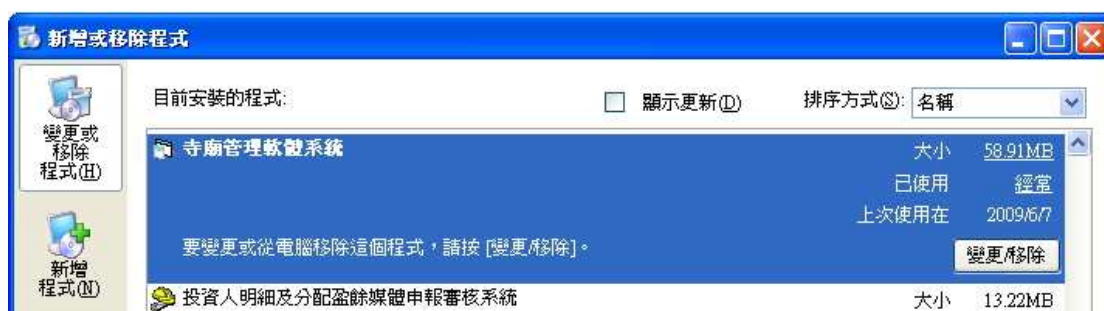 新增或移除程式
目前安裝的程式:
顯示更新(D)
排序方式(S): 名稱
變更或
移除
程式(H)
寺廟管理軟體系統
大小 58.91MB
已使用 經常
上次使用在 2009/6/7
要變更或從電腦移除這個程式，請按 [變更/移除]。
變更/移除
新增
程式(N)
投資人明細及分配盈餘媒體申報審核系統
大小 13.22MB